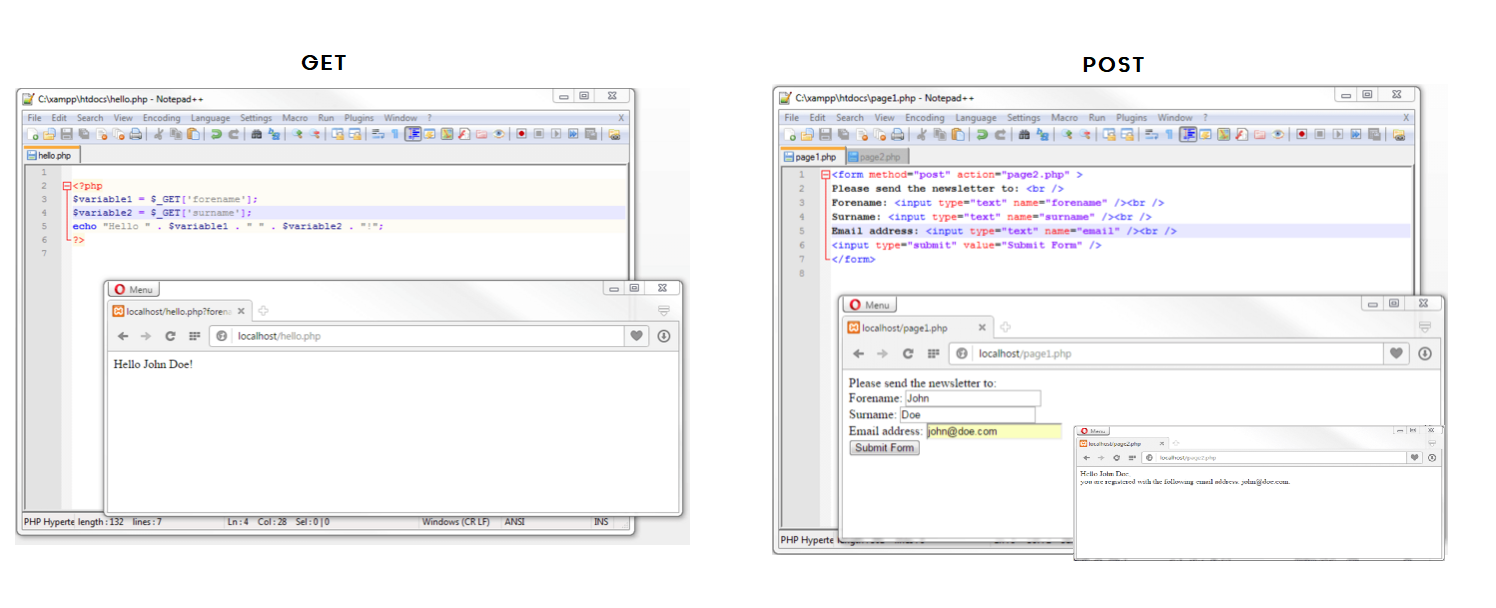 GET
C:\xampp\htdocs\hello.php - Notepad++
File Edit Search View Encoding Language Settings Macro Run Plugins Window ? X
hello.php
1
2 <?php
3 $variable1 = $_GET['forename'];
4 $variable2 = $_GET['surname'];
5 echo "Hello " . $variable1 . " " . $variable2 . "!";
6 ?>
7
Menu
localhost/hello.php?foren
localhost/hello.php
Hello John Doe!
PHP Hyperte length : 132 lines : 7 Ln : 4 Col : 28 Sel : 0 | 0 Windows (CR LF) ANSI INS
POST
C:\xampp\htdocs\page1.php - Notepad++
File Edit Search View Encoding Language Settings Macro Run Plugins Window ? X
page1.php page2.php
1 <form method="post" action="page2.php" >
2 Please send the newsletter to: <br />
3 Forename: <input type="text" name="forename" /><br />
4 Surname: <input type="text" name="surname" /><br />
5 Email address: <input type="text" name="email" /><br />
6 <input type="submit" value="Submit Form" />
7 </form>
8
Menu
localhost/page1.php
localhost/page1.php
Please send the newsletter to:
Forename: John
Surname: Doe
Email address: john@doe.com
Submit Form
PHP Hyperte
Menu
localhost/page2.php
localhost/page2.php
Hello John Doe,
you are registered with the following email address: john@doe.com.